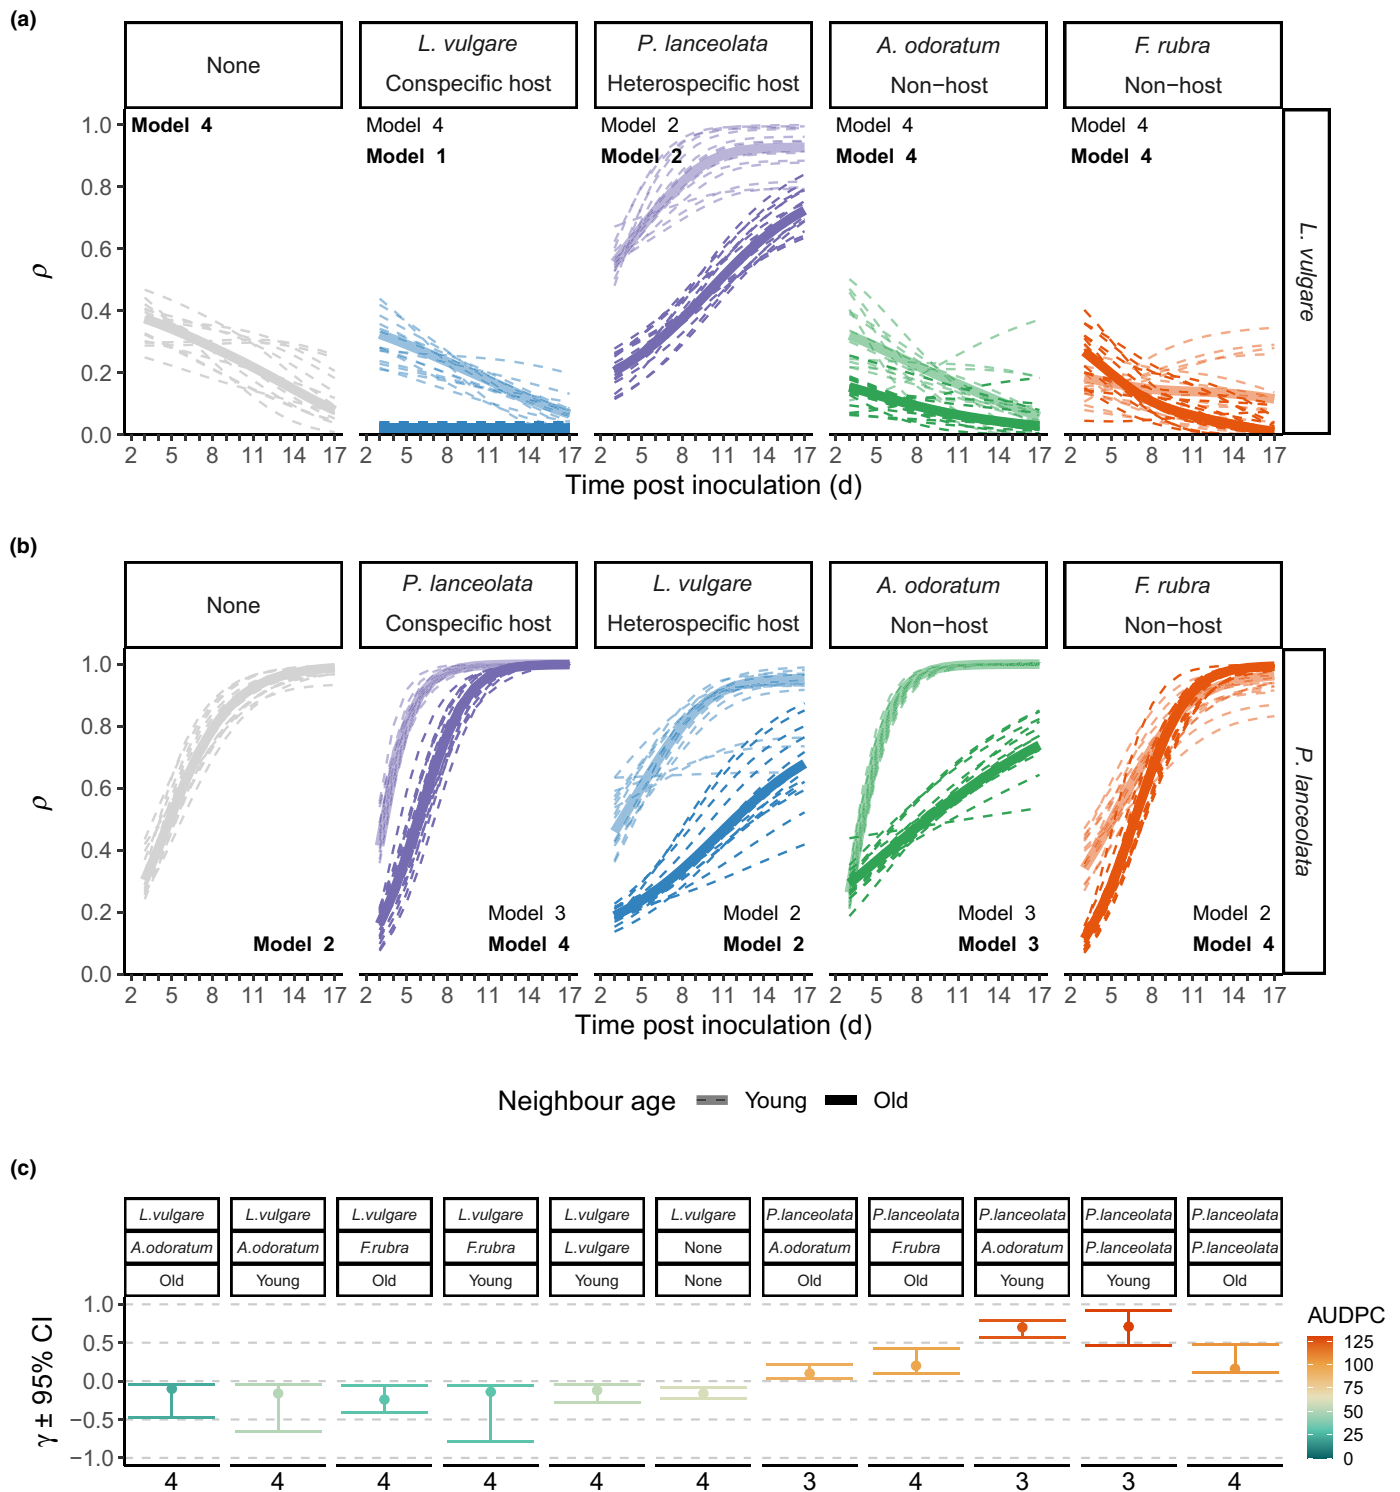 (a)
None
L. vulgare
Conspecific host
P. lanceolata
Heterospecific host
A. odoratum
Non−host
F. rubra
Non−host
Model 4
Model 4
Model 1
Model 2
Model 2
Model 4
Model 4
Model 4
Model 4
1.0
0.8
0.6
0.4
0.2
0.0
ρ
L. vulgare
2 5 8 11 14 17 2 5 8 11 14 17 2 5 8 11 14 17 2 5 8 11 14 17 2 5 8 11 14 17
Time post inoculation (d)
(b)
None
P. lanceolata
Conspecific host
L. vulgare
Heterospecific host
A. odoratum
Non−host
F. rubra
Non−host
1.0
0.8
0.6
0.4
0.2
0.0
ρ
P. lanceolata
Model 2
Model 3
Model 4
Model 2
Model 2
Model 3
Model 3
Model 2
Model 4
2 5 8 11 14 17 2 5 8 11 14 17 2 5 8 11 14 17 2 5 8 11 14 17 2 5 8 11 14 17
Time post inoculation (d)
Neighbour age Young Old
(c)
L.vulgare L.vulgare L.vulgare L.vulgare L.vulgare L.vulgare P.lanceolata P.lanceolata P.lanceolata P.lanceolata P.lanceolata
A.odoratum A.odoratum F.rubra F.rubra L.vulgare None A.odoratum F.rubra A.odoratum P.lanceolata P.lanceolata
Old Young Old Young Young None Old Old Young Young Old
1.0
0.5
0.0
−0.5
−1.0
γ ± 95% CI
4 4 4 4 4 4 3 4 3 3 4
AUDPC
125
100
75
50
25
0